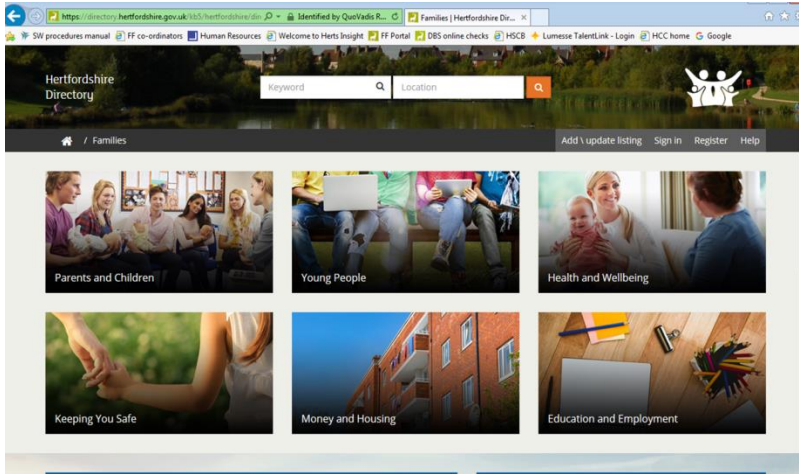 https://directory.hertfordshire.gov.uk/kb5/hertfordshire/dir
Identified by QuoVadis R...
Families | Hertfordshire Dir...
SW procedures manual
FF co-ordinators
Human Resources
Welcome to Herts Insight
FF Portal
DBS online checks
HSCB
Lumesse TalentLink - Login
HCC home
Google
Hertfordshire
Directory
Keyword
Location
/ Families
Add \ update listing
Sign in
Register
Help
Parents and Children
Young People
Health and Wellbeing
Keeping You Safe
Money and Housing
Education and Employment